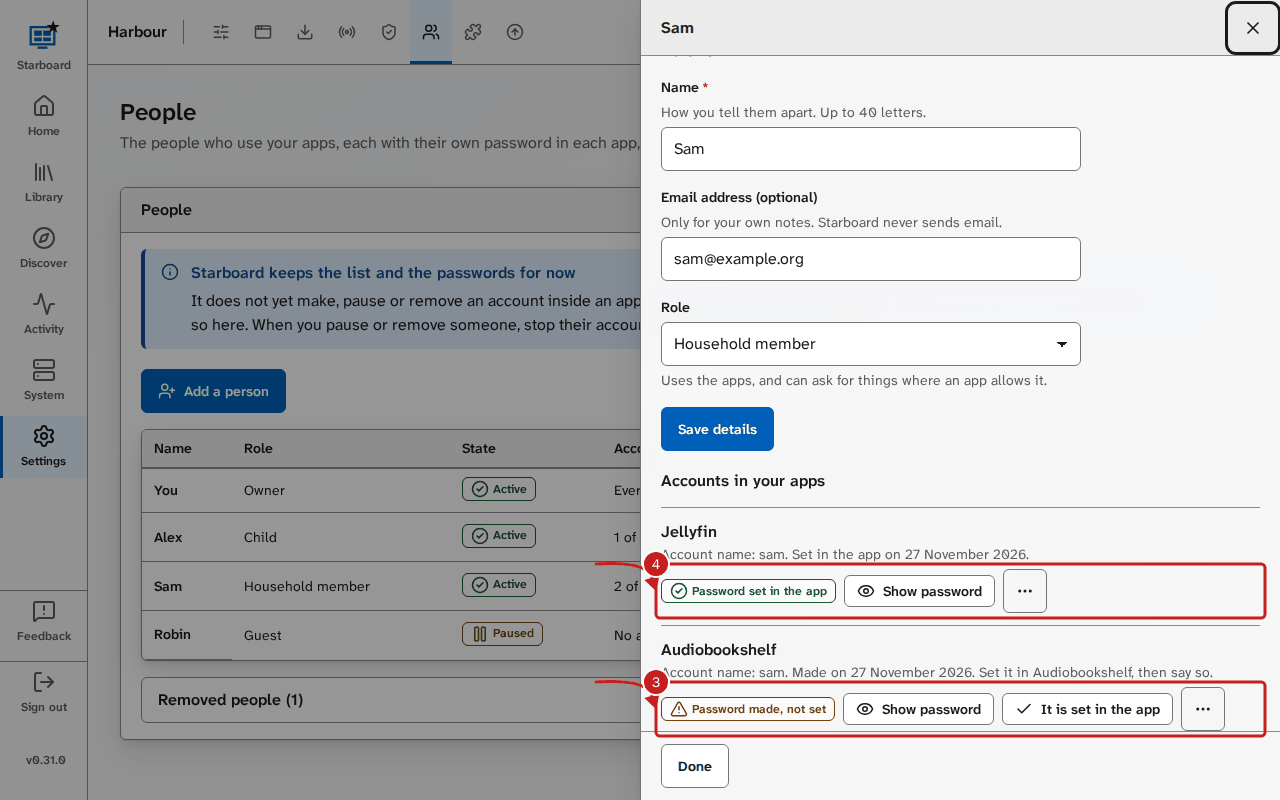 Starboard
Home
Library
Discover
Activity
System
Settings
Feedback
Sign out
v0.31.0
Harbour
People
The people who use your apps, each with their own password in each app,
People
Starboard keeps the list and the passwords for now
It does not yet make, pause or remove an account inside an app
so here. When you pause or remove someone, stop their
Add a person
Name Role State
You Owner Active
Alex Child Active 1 of
Sam Household member Active 2 of
Robin Guest Paused No
Removed people (1)
Sam
Name *
How you tell them apart. Up to 40 letters.
Sam
Email address (optional)
Only for your own notes. Starboard never sends email.
sam@example.org
Role
Household member
Uses the apps, and can ask for things where an app allows it.
Save details
Accounts in your apps
Jellyfin
Account name: sam. Set in the app on 27 November 2026.
4
Password set in the app Show password
Audiobookshelf
Account name: sam. Made on 27 November 2026. Set it in Audiobookshelf, then say so.
3
Password made, not set Show password It is set in the app
Done